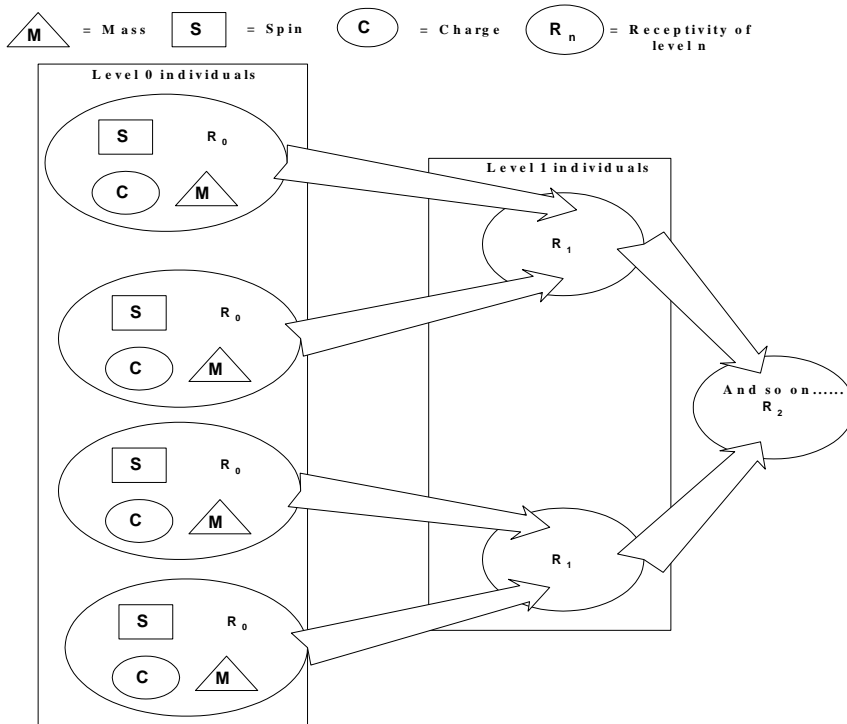 M = Mass S = Spin C = Charge R n = Receptivity of
level n
Level 0 individuals
S R 0
C M
Level 1 individuals
R 1
S R 0
C M
And so on......
R 2
S R 0
C M
R 1
S R 0
C M